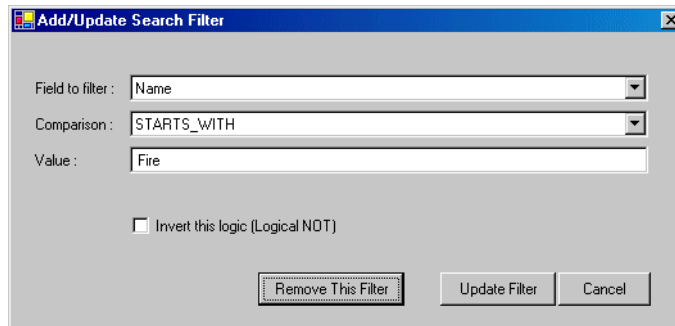 Add/Update Search Filter
Field to filter : Name
Comparison : STARTS_WITH
Value : Fire
Invert this logic (Logical NOT)
Remove This Filter Update Filter Cancel